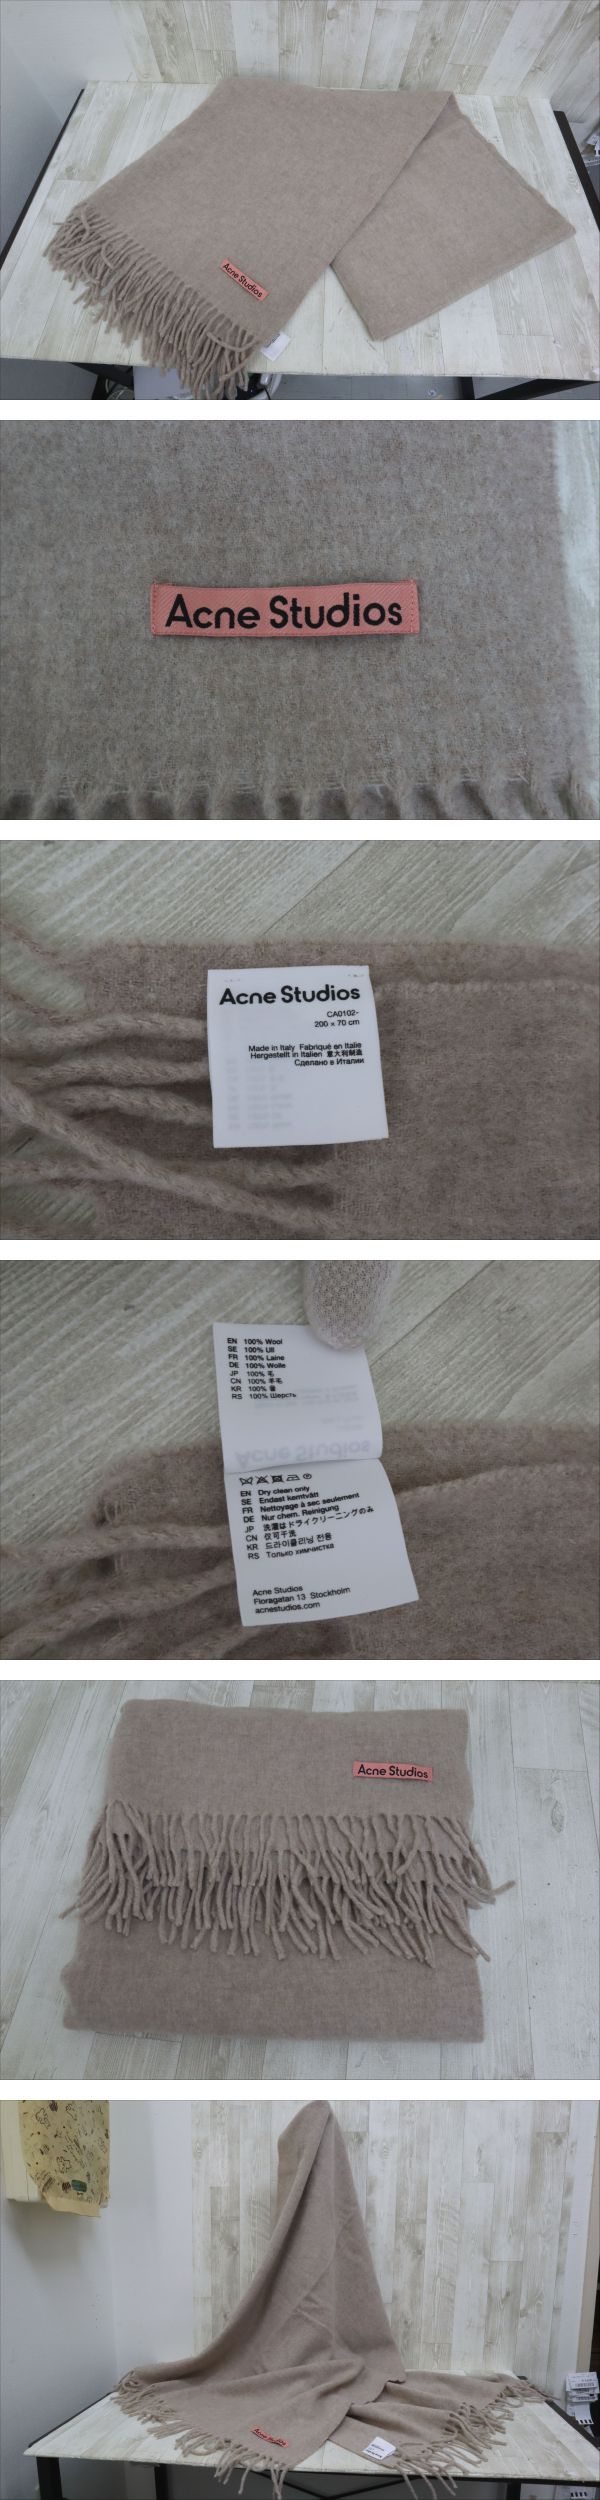 Acne Studios
Acne Studios
Acne Studios
CA0102-
200 × 70 cm
Made in Italy Fabriqué en Italie
Hergestellt in Italien 意大利制造
Сделано в Италии
EN 100% Wool
SE 100% Ull
FR 100% Laine
DE 100% Wolle
JP 100% 毛
CN 100% 羊毛
KR 100% 울
RS 100% Шерсть
Acne Studios
EN Dry clean only
SE Endast kemtvätt
FR Nettoyage à sec seulement
DE Nur chem. Reinigung
JP 洗濯はドライクリーニングのみ
CN 仅可干洗
KR 드라이클리닝 전용
RS Только химчистка
Acne Studios
Floragatan 13 Stockholm
acnestudios.com
Acne Studios
Acne Studios